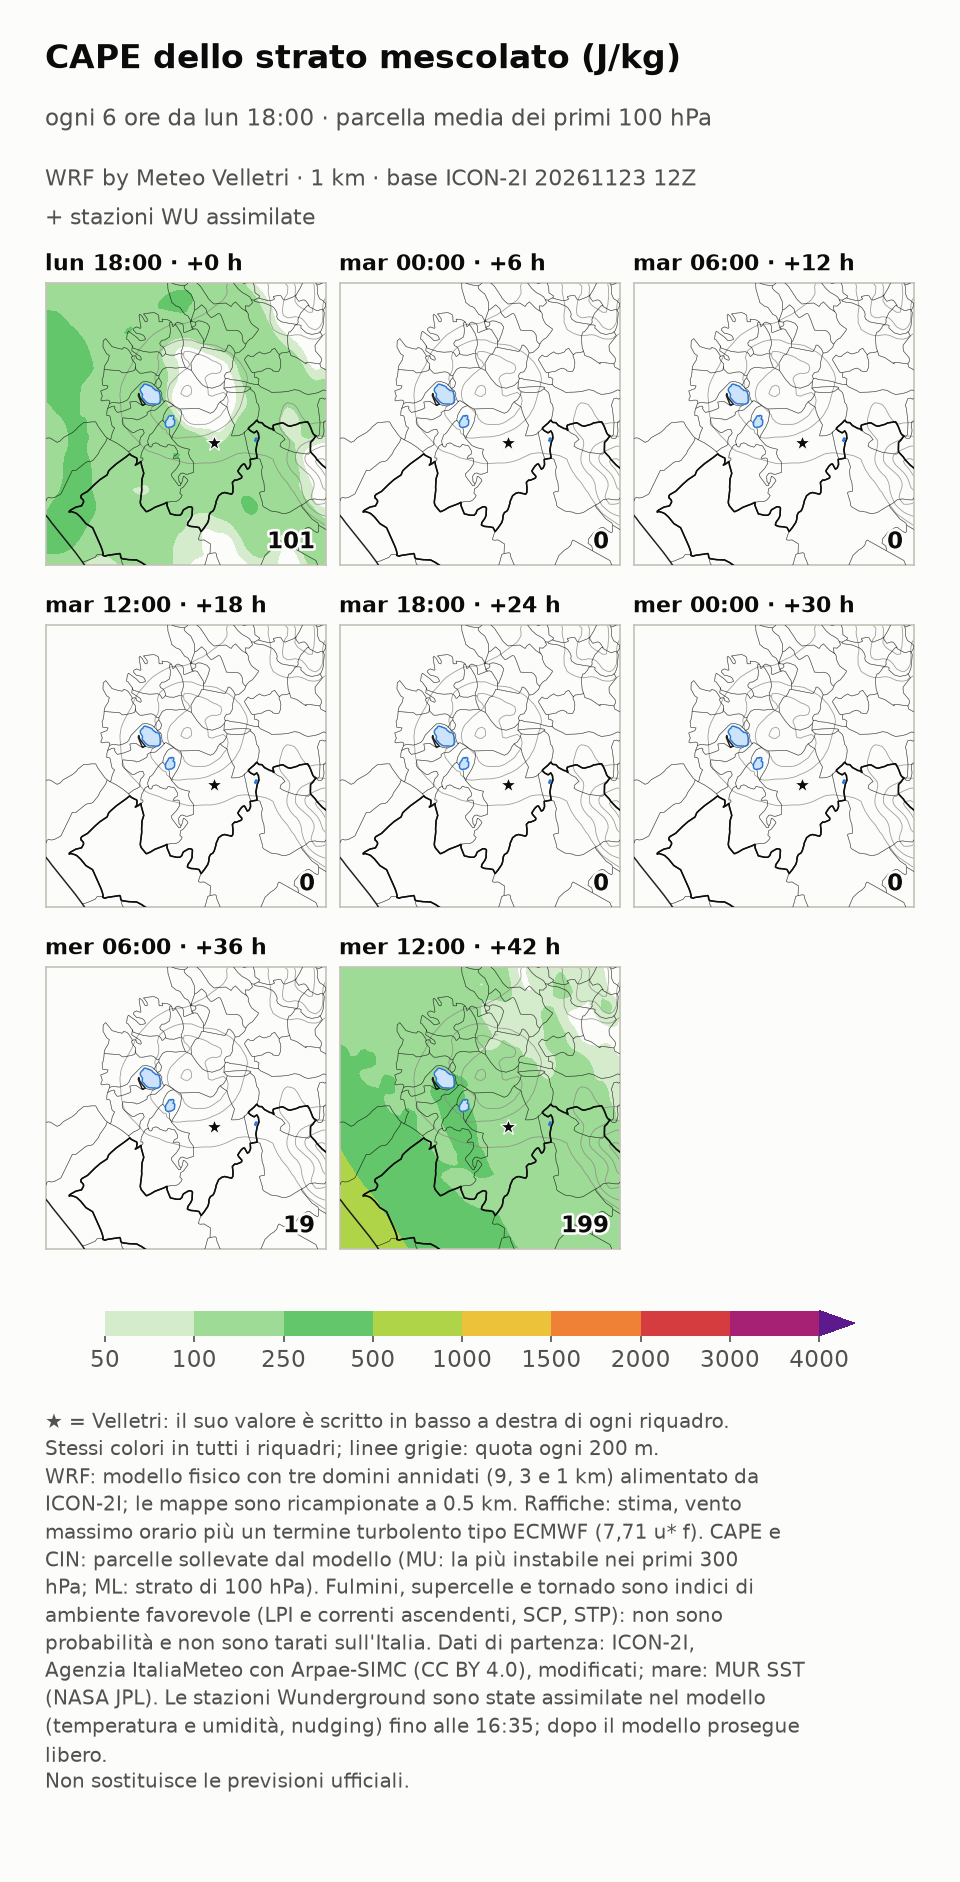 CAPE dello strato mescolato (J/kg)
ogni 6 ore da lun 18:00 · parcella media dei primi 100 hPa
WRF by Meteo Velletri · 1 km · base ICON-2I 20261123 12Z
+ stazioni WU assimilate
lun 18:00 · +0 h
mar 00:00 · +6 h
mar 06:00 · +12 h
101
0
0
mar 12:00 · +18 h
mar 18:00 · +24 h
mer 00:00 · +30 h
0
0
0
mer 06:00 · +36 h
mer 12:00 · +42 h
19
199
50 100 250 500 1000 1500 2000 3000 4000
★ = Velletri: il suo valore è scritto in basso a destra di ogni riquadro.
Stessi colori in tutti i riquadri; linee grigie: quota ogni 200 m.
WRF: modello fisico con tre domini annidati (9, 3 e 1 km) alimentato da
ICON-2I; le mappe sono ricampionate a 0.5 km. Raffiche: stima, vento
massimo orario più un termine turbolento tipo ECMWF (7,71 u* f). CAPE e
CIN: parcelle sollevate dal modello (MU: la più instabile nei primi 300
hPa; ML: strato di 100 hPa). Fulmini, supercelle e tornado sono indici di
ambiente favorevole (LPI e correnti ascendenti, SCP, STP): non sono
probabilità e non sono tarati sull'Italia. Dati di partenza: ICON-2I,
Agenzia ItaliaMeteo con Arpae-SIMC (CC BY 4.0), modificati; mare: MUR SST
(NASA JPL). Le stazioni Wunderground sono state assimilate nel modello
(temperatura e umidità, nudging) fino alle 16:35; dopo il modello prosegue
libero.
Non sostituisce le previsioni ufficiali.